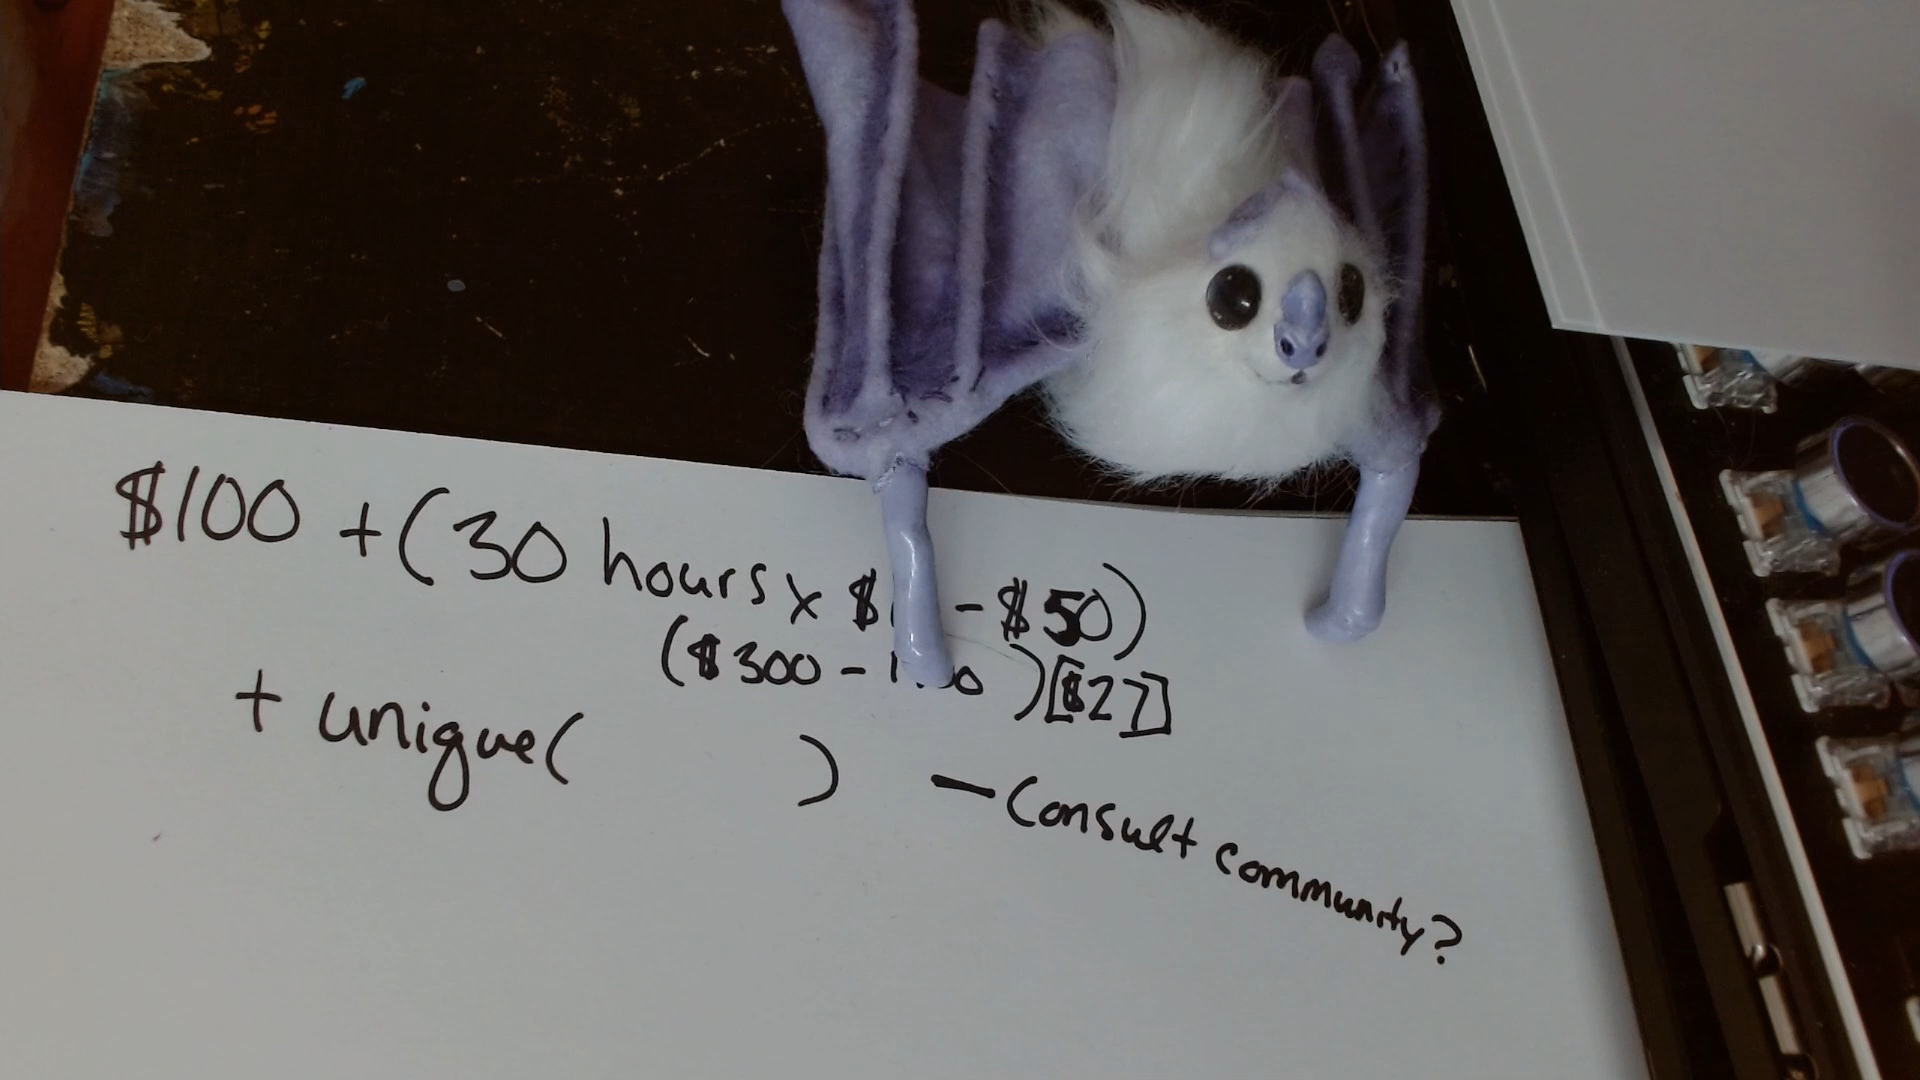 $100 + (30 hours x $ - $50)
($300 - )[$27]
+ unique( ) - Consult community?